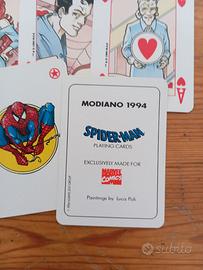 A
MODIANO 1994
SPIDER-MAN
PLAYING CARDS
EXCLUSIVELY MADE FOR
MARVEL
COMICS
Paintings by Luca Poli
subito